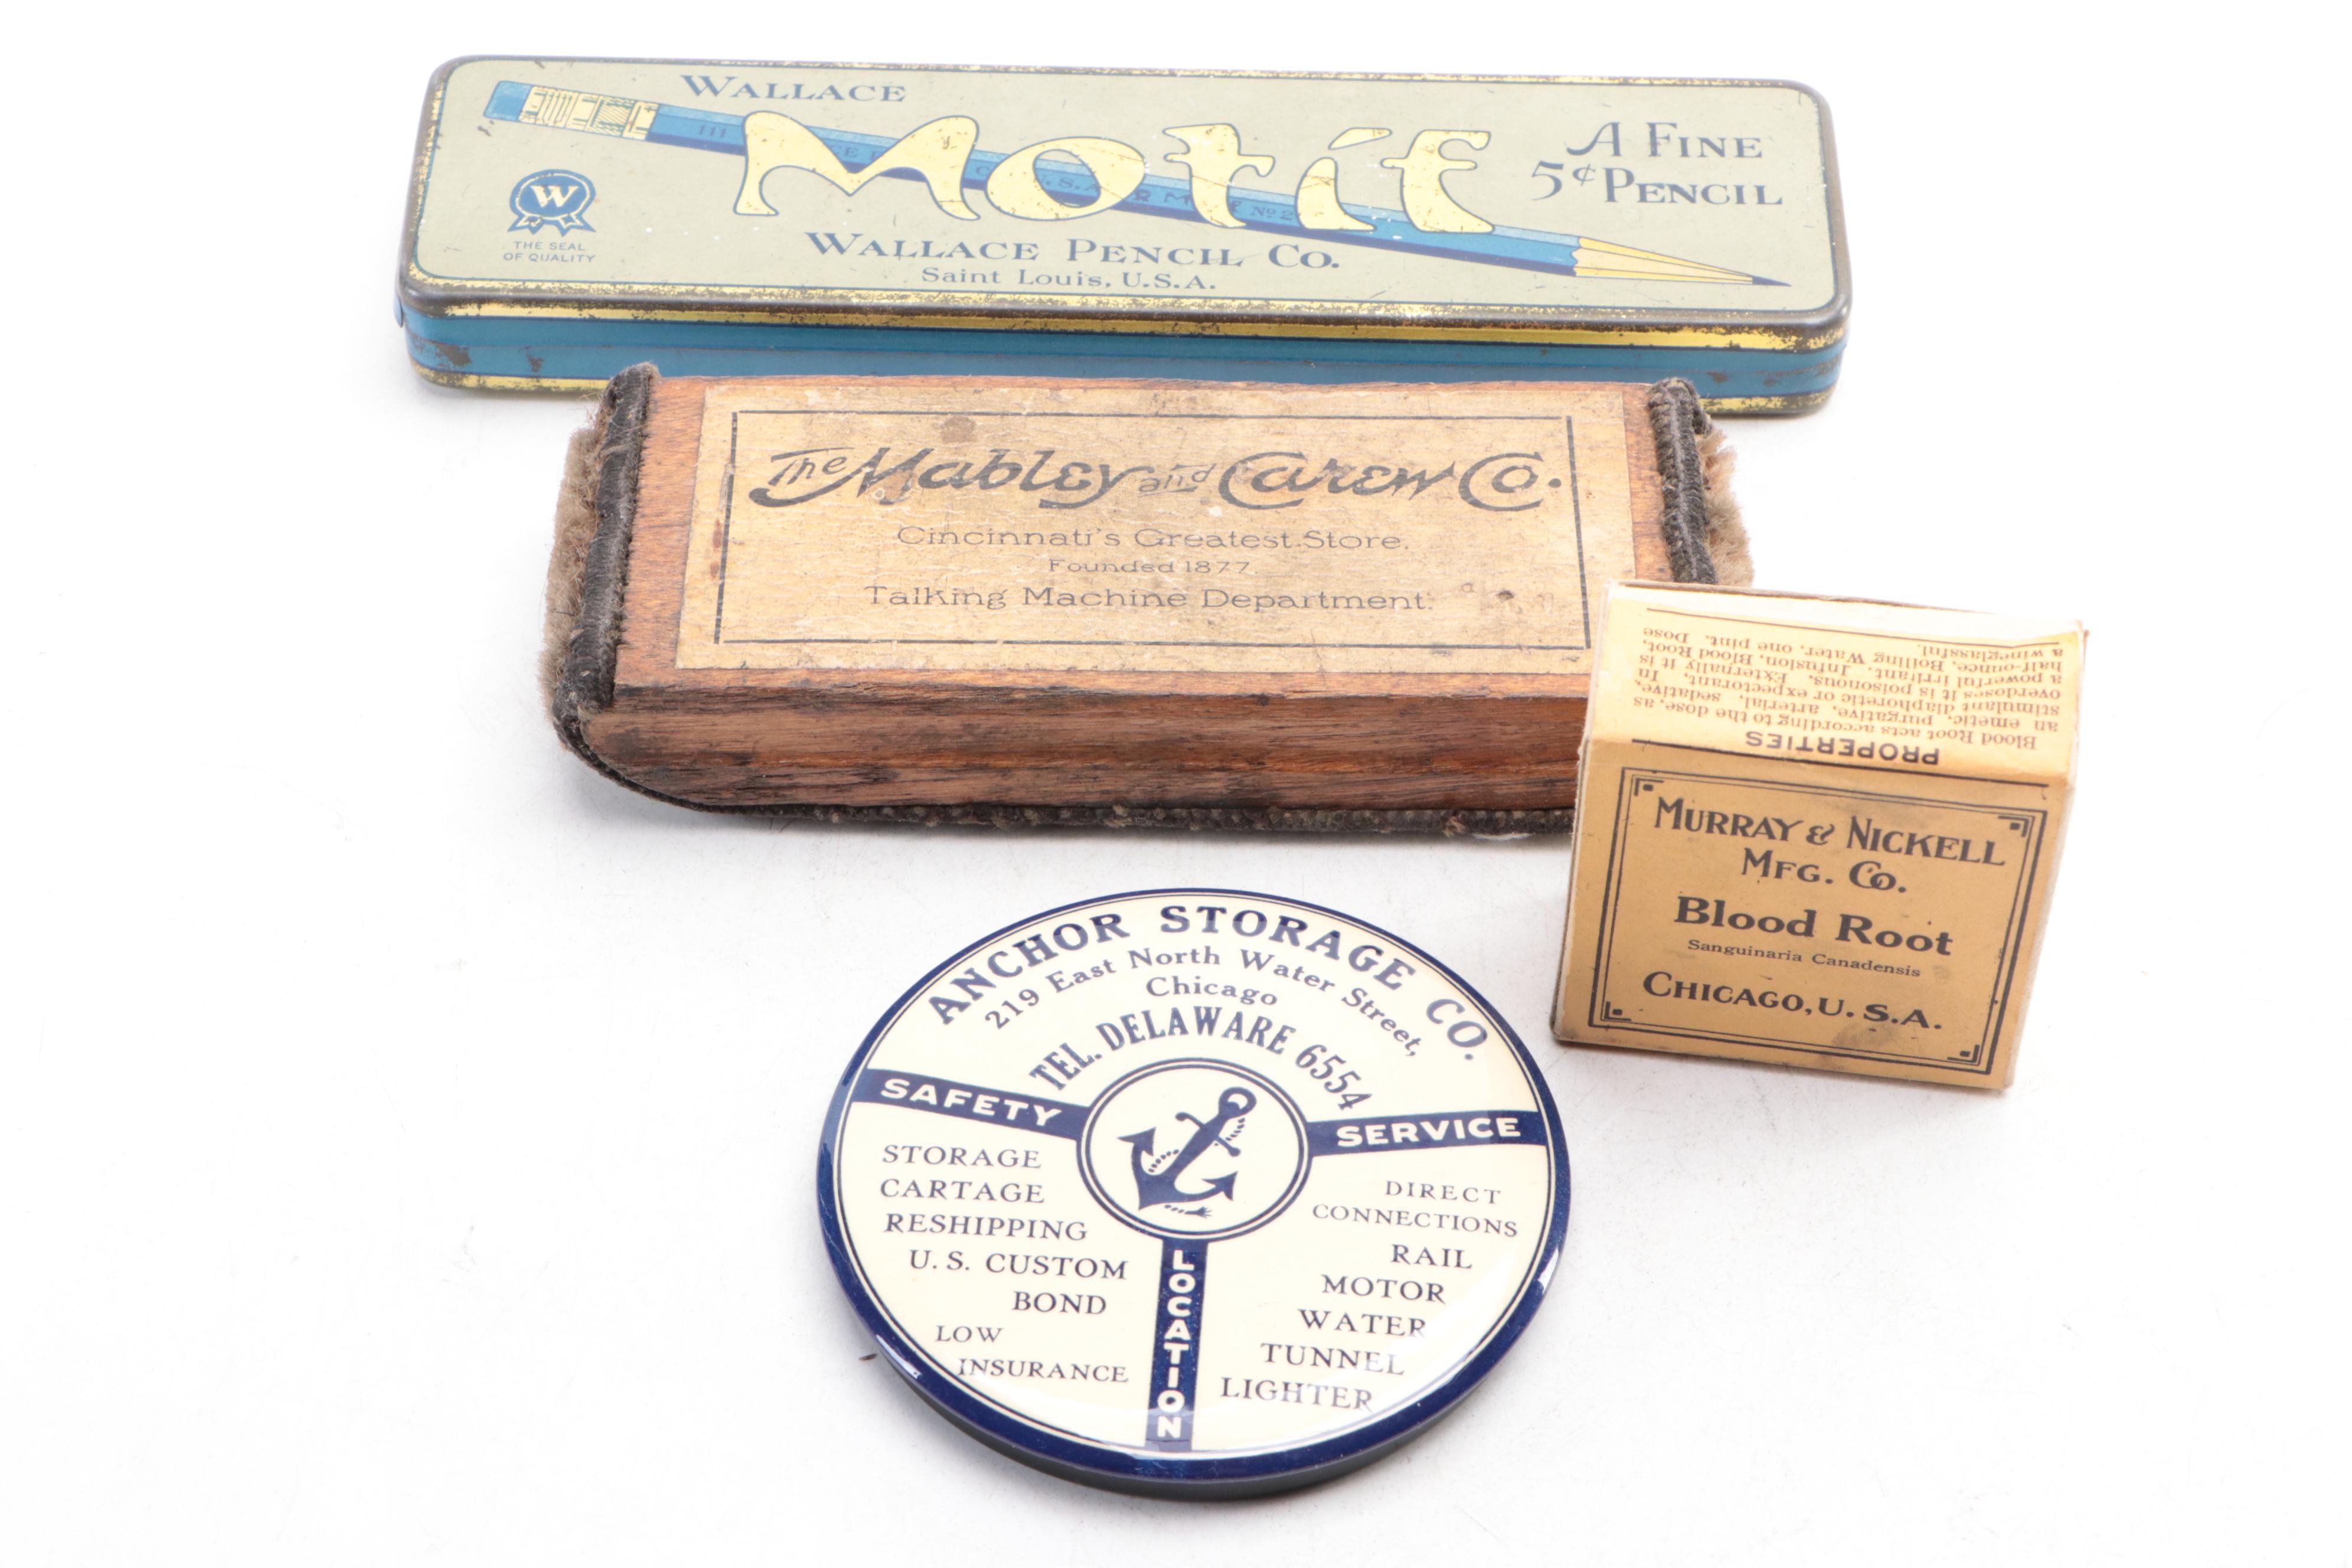 WALLACE
Motif
A FINE
5¢ PENCIL
111
No 2
W
THE SEAL
OF QUALITY
WALLACE PENCIL CO.
Saint Louis, U.S.A.
The Mabley and Carew Co.
Cincinnati's Greatest Store.
Founded 1877.
Talking Machine Department.
PROPERTIES
Blood Root acts according to the dose, as
an emetic, purgative, arterial, sedative,
stimulant diaphoretic or expectorant, In
overdoses it is poisonous. Externally it is
a powerful irritant. Infusion, Blood Root,
half-ounce, Boiling Water, one pint. Dose
a wineglassful.
MURRAY & NICKELL
MFG. CO.
Blood Root
Sanguinaria Canadensis
CHICAGO, U.S.A.
ANCHOR STORAGE CO.
219 East North Water Street,
Chicago
TEL. DELAWARE 6554
SAFETY
SERVICE
LOCATION
STORAGE
CARTAGE
RESHIPPING
U.S. CUSTOM
BOND
LOW
INSURANCE
DIRECT
CONNECTIONS
RAIL
MOTOR
WATER
TUNNEL
LIGHTER